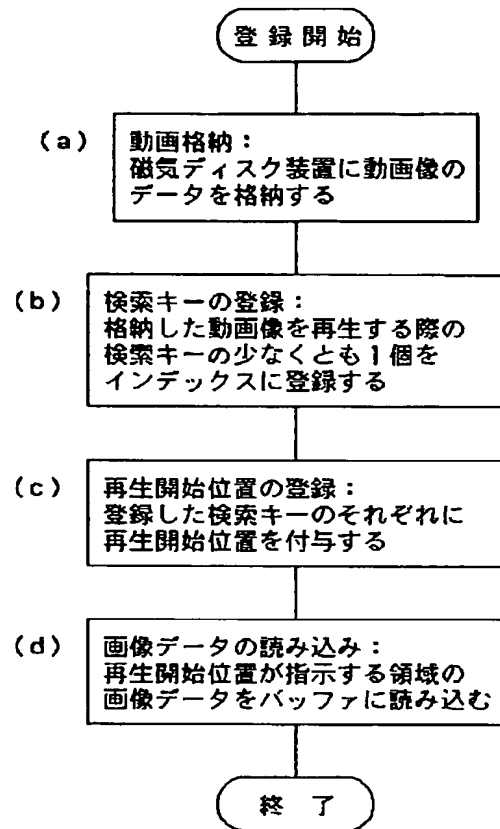 登録開始
(a)
動画格納：
磁気ディスク装置に動画像の
データを格納する
(b)
検索キーの登録：
格納した動画像を再生する際の
検索キーの少なくとも1個を
インデックスに登録する
(c)
再生開始位置の登録：
登録した検索キーのそれぞれに
再生開始位置を付与する
(d)
画像データの読み込み：
再生開始位置が指示する領域の
画像データをバッファに読み込む
終 了